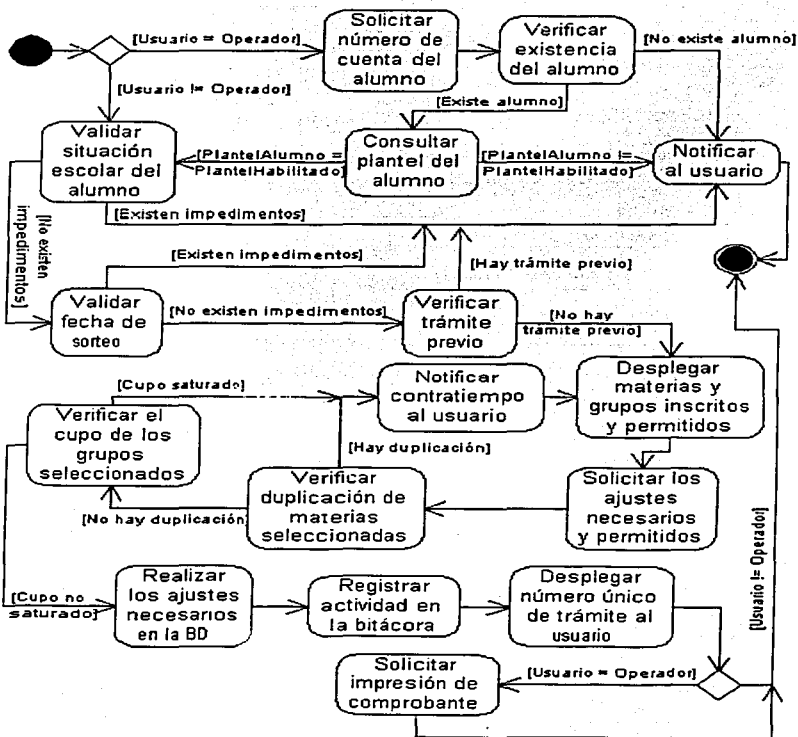 Solicitar
número de
cuenta del
alumno
Verificar
existencia
del alumno
[Usuario = Operador]
[No existe alumno]
[Usuario != Operador]
[Existe alumno]
Validar
situación
escolar del
alumno
[PlantelAlumno =
PlantelHabilitado]
Consultar
plantel del
alumno
[PlantelAlumno !=
PlantelHabilitado]
Notificar
al usuario
[Existen impedimentos]
[No existen
impedimentos]
[Existen impedimentos]
[Hay trámite previo]
Validar
fecha de
sorteo
[No existen impedimentos]
Verificar
trámite
previo
[No hay
trámite previo]
[Cupo saturado]
Notificar
contratiempo
al usuario
Desplegar
materias y
grupos inscritos
y permitidos
Verificar el
cupo de los
grupos
seleccionados
[Hay duplicación]
Verificar
duplicación de
materias
seleccionadas
Solicitar los
ajustes
necesarios
y permitidos
[No hay duplicación]
[Usuario != Operador]
[Cupo no
saturado]
Realizar
los ajustes
necesarios
en la BD
Registrar
actividad en
la bitácora
Desplegar
número único
de trámite al
usuario
Solicitar
impresión de
comprobante
[Usuario = Operador]